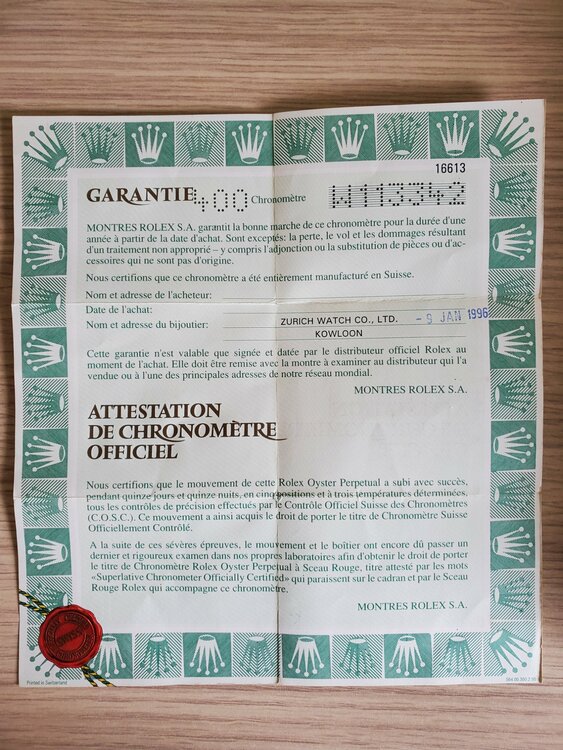 16613
GARANTIE 400 Chronomètre W113342
MONTRES ROLEX S.A. garantit la bonne marche de ce chronomètre pour la durée d'une
année à partir de la date d'achat. Sont exceptés: la perte, le vol et les dommages résultant
d'un traitement non approprié – y compris l'adjonction ou la substitution de pièces ou d'ac-
cessoires qui ne sont pas d'origine.
Nous certifions que ce chronomètre a été entièrement manufacturé en Suisse.
Nom et adresse de l'acheteur:
Date de l'achat:
Nom et adresse du bijoutier: ZURICH WATCH CO., LTD. - 9 JAN 1996
KOWLOON
Cette garantie n'est valable que signée et datée par le distributeur officiel Rolex au
moment de l'achat. Elle doit être remise avec la montre à examiner au distributeur qui l'a
vendue ou à l'une des principales adresses de notre réseau mondial.
MONTRES ROLEX S.A.
ATTESTATION
DE CHRONOMÈTRE
OFFICIEL
Nous certifions que le mouvement de cette Rolex Oyster Perpetual a subi avec succès,
pendant quinze jours et quinze nuits, en cinq positions et à trois températures déterminées,
tous les contrôles de précision effectués par le Contrôle Officiel Suisse des Chronomètres
(C.O.S.C.). Ce mouvement a ainsi acquis le droit de porter le titre de Chronomètre Suisse
Officiellement Contrôlé.
A la suite de ces sévères épreuves, le mouvement et le boîtier ont encore dû passer un
dernier et rigoureux examen dans nos propres laboratoires afin d'obtenir le droit de porter
le titre de Chronomètre Rolex Oyster Perpétuel à Sceau Rouge, titre attesté par les mots
«Superlative Chronometer Officially Certified» qui paraissent sur le cadran et par le Sceau
Rouge Rolex qui accompagne ce chronomètre.
MONTRES ROLEX S.A.
Printed in Switzerland